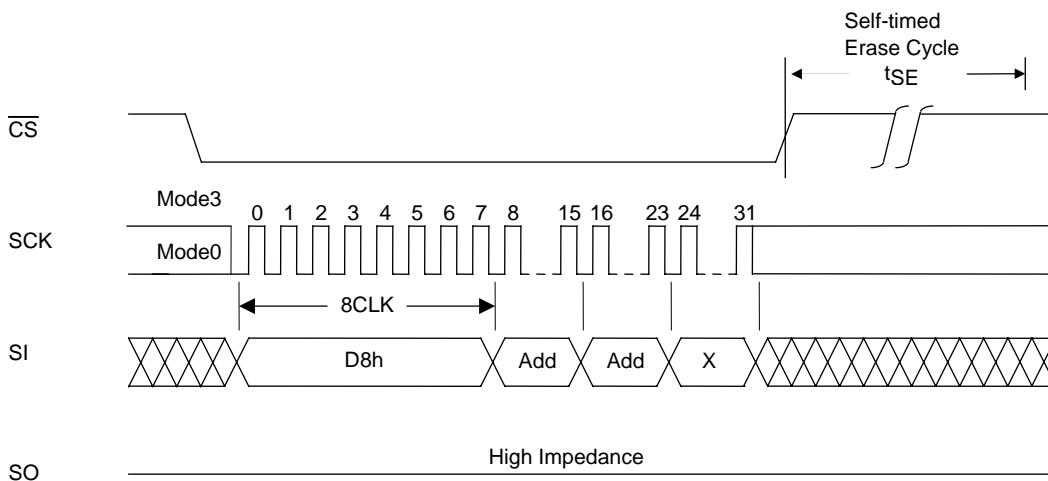 Self-timed
Erase Cycle
tSE
CS
Mode3
0 1 2 3 4 5 6 7 8 15 16 23 24 31
SCK
Mode0
8CLK
SI
D8h Add Add X
High Impedance
SO